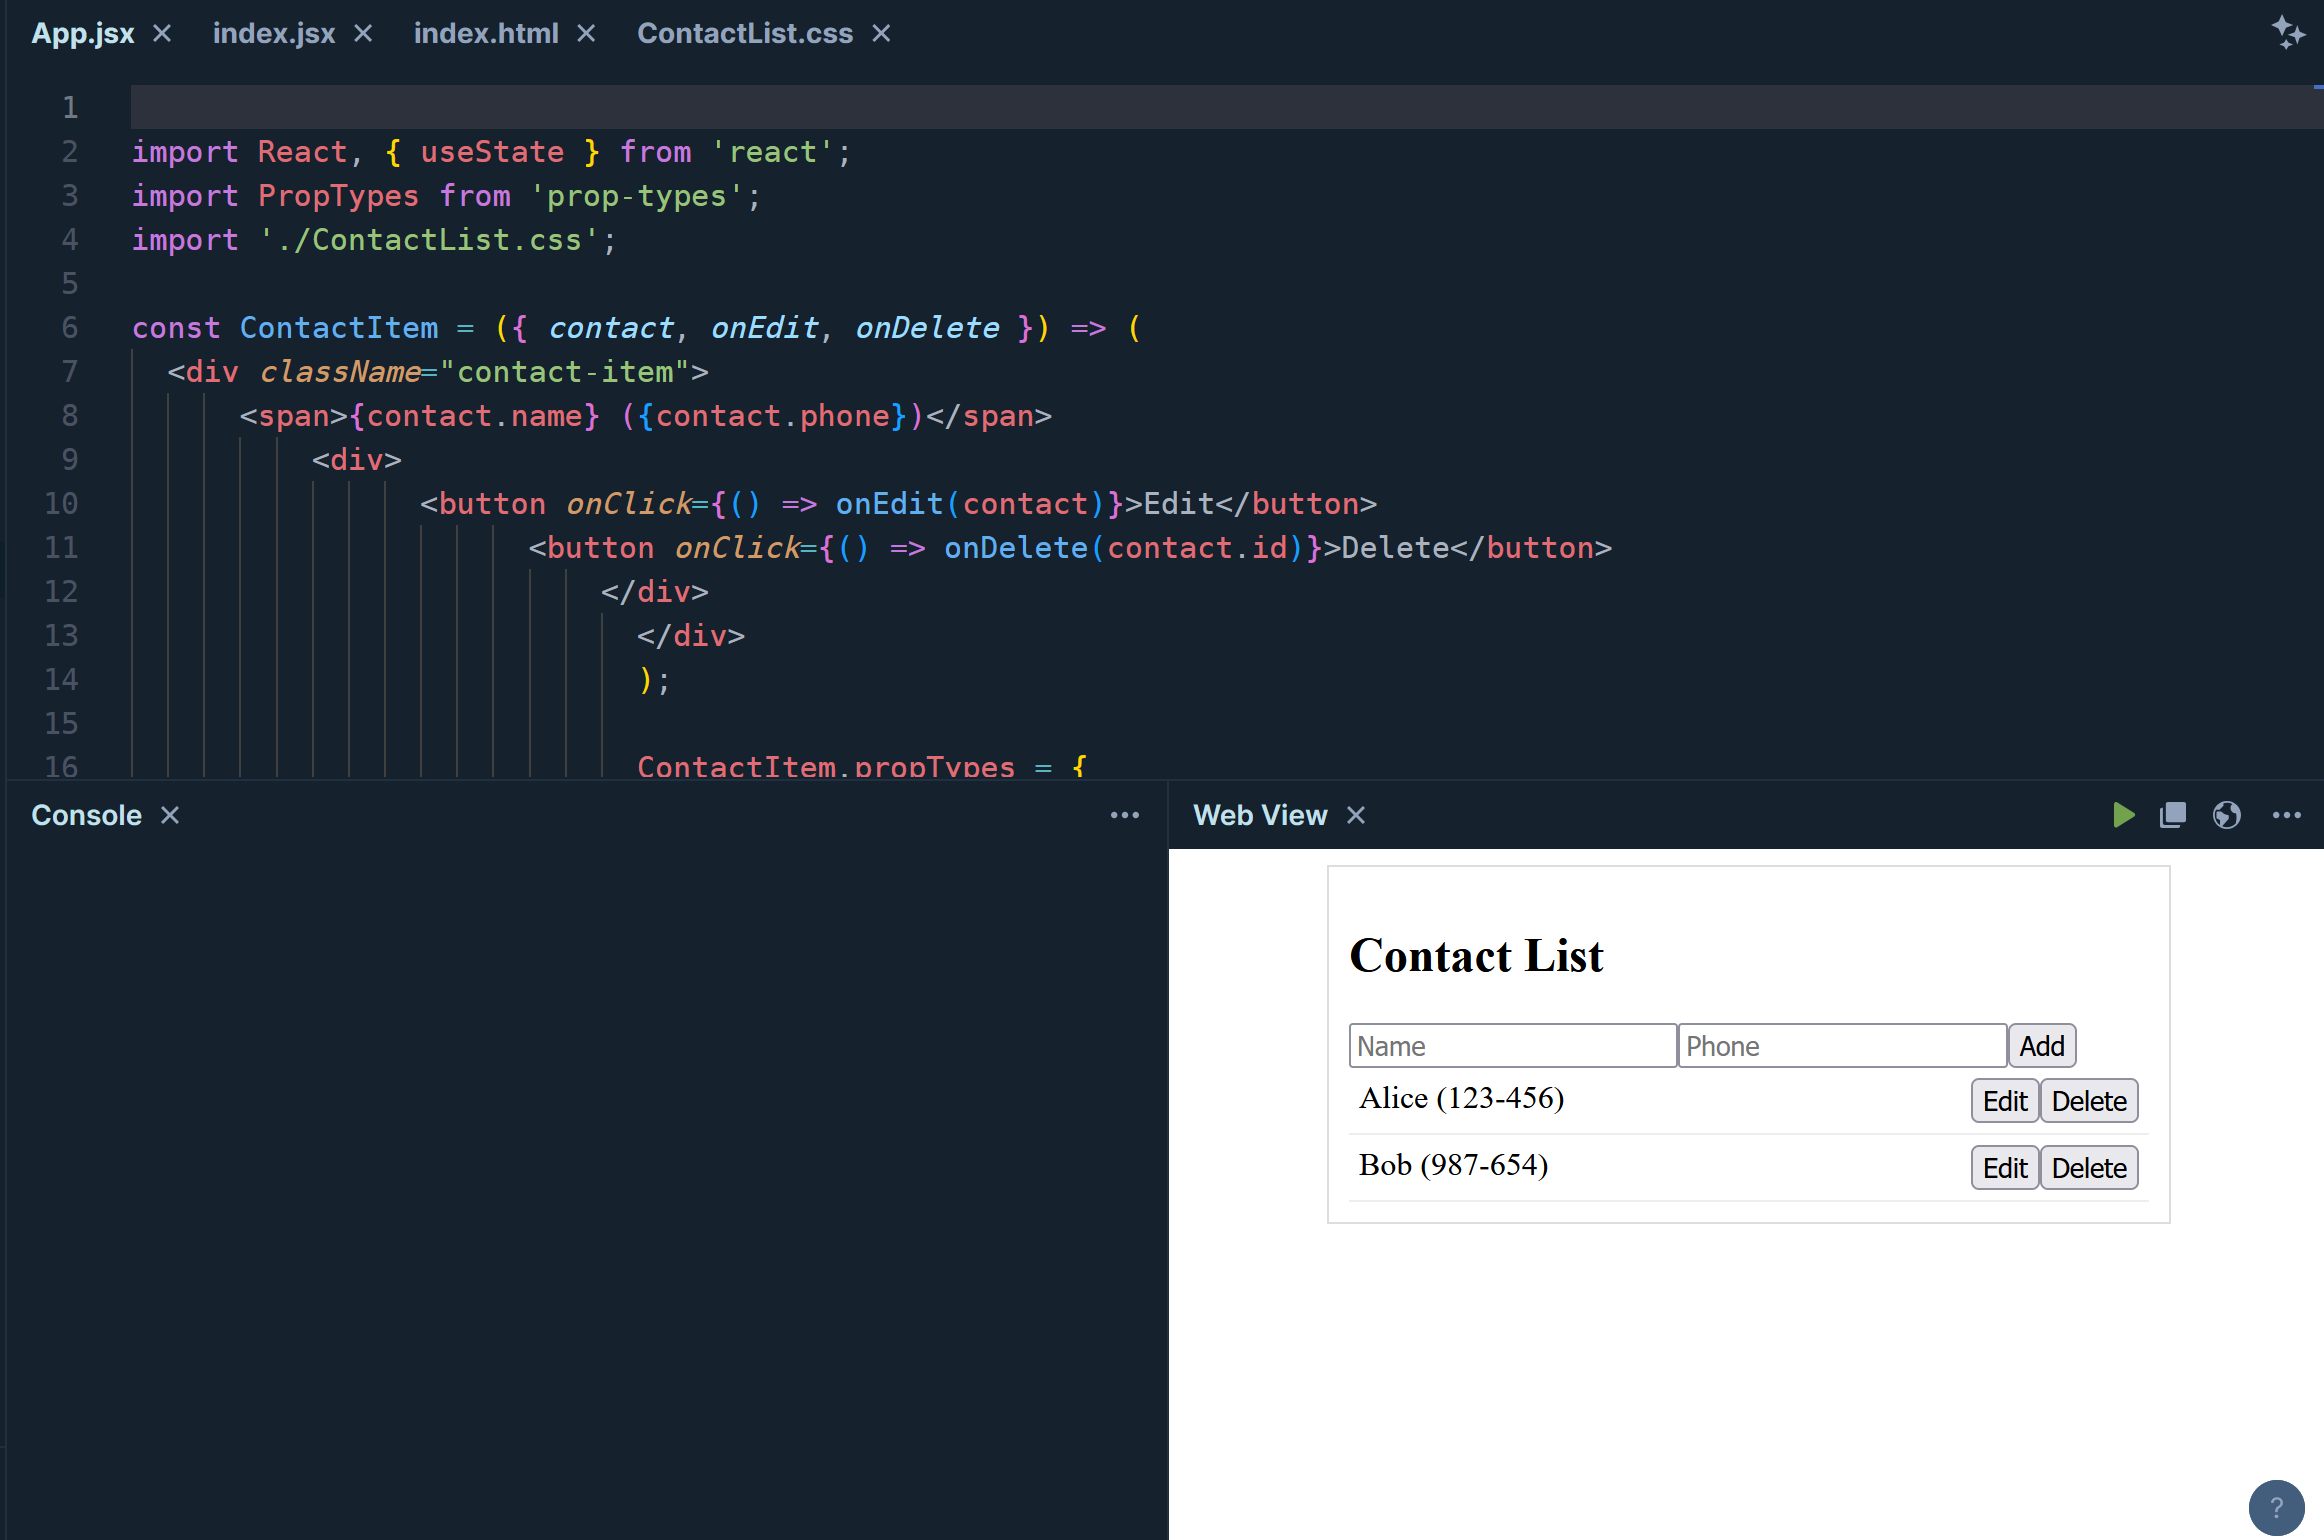 App.jsx × index.jsx × index.html × ContactList.css ×
1
2 import React, { useState } from 'react';
3 import PropTypes from 'prop-types';
4 import './ContactList.css';
5
6 const ContactItem = ({ contact, onEdit, onDelete }) => (
7 <div className="contact-item">
8 <span>{contact.name} ({contact.phone})</span>
9 <div>
10 <button onClick={() => onEdit(contact)}>Edit</button>
11 <button onClick={() => onDelete(contact.id)}>Delete</button>
12 </div>
13 </div>
14 );
15
16 ContactItem.propTypes = {
Console ×
Web View ×
Contact List
Name Phone Add
Alice (123-456) Edit Delete
Bob (987-654) Edit Delete
?